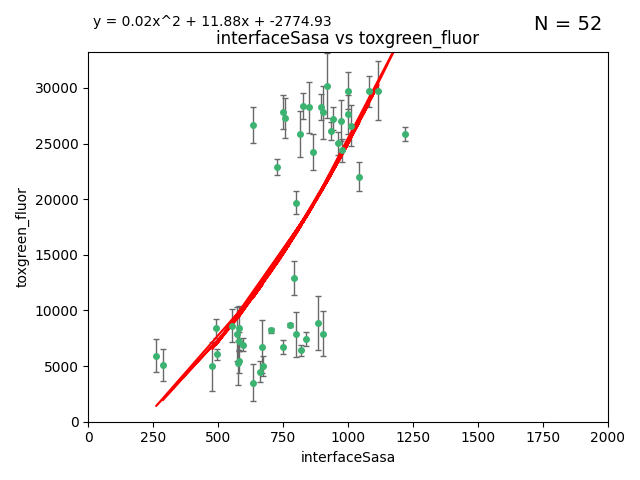 y = 0.02x^2 + 11.88x + -2774.93
N = 52
interfaceSasa vs toxgreen_fluor
30000
25000
20000
15000
10000
5000
0
toxgreen_fluor
0 250 500 750 1000 1250 1500 1750 2000
interfaceSasa